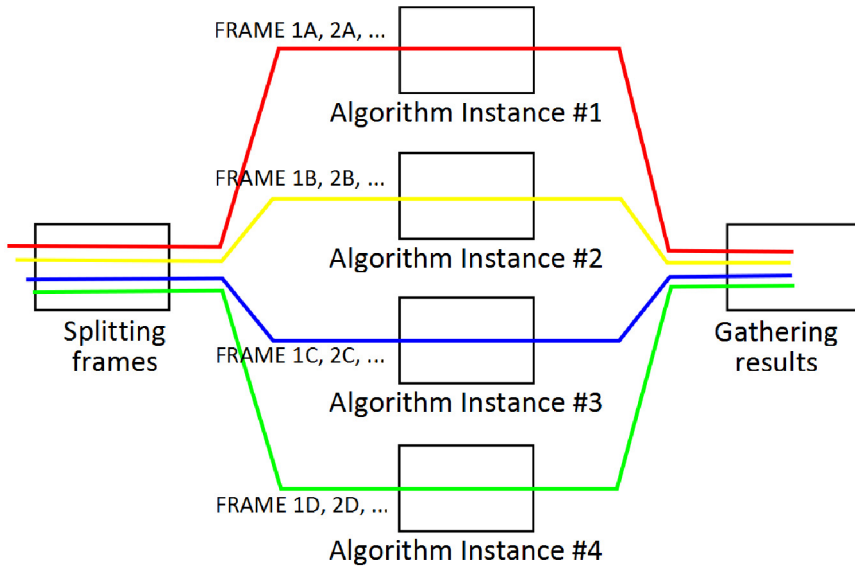 FRAME 1A, 2A, ...
Algorithm Instance #1
FRAME 1B, 2B, ...
Algorithm Instance #2
Splitting
frames
Gathering
results
FRAME 1C, 2C, ...
Algorithm Instance #3
FRAME 1D, 2D, ...
Algorithm Instance #4